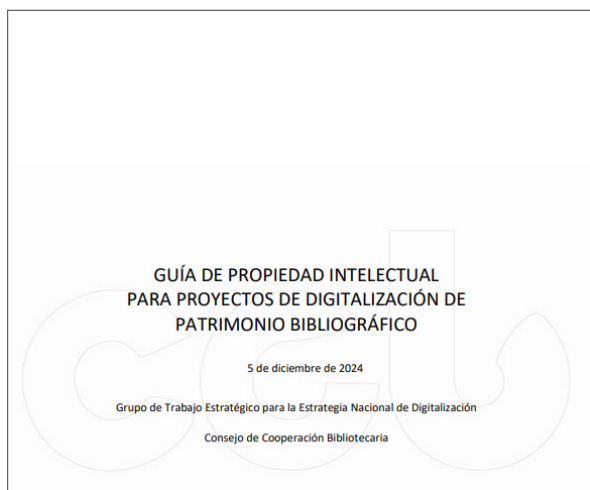 GUÍA DE PROPIEDAD INTELECTUAL
PARA PROYECTOS DE DIGITALIZACIÓN DE
PATRIMONIO BIBLIOGRÁFICO
5 de diciembre de 2024
Grupo de Trabajo Estratégico para la Estrategia Nacional de Digitalización
Consejo de Cooperación Bibliotecaria